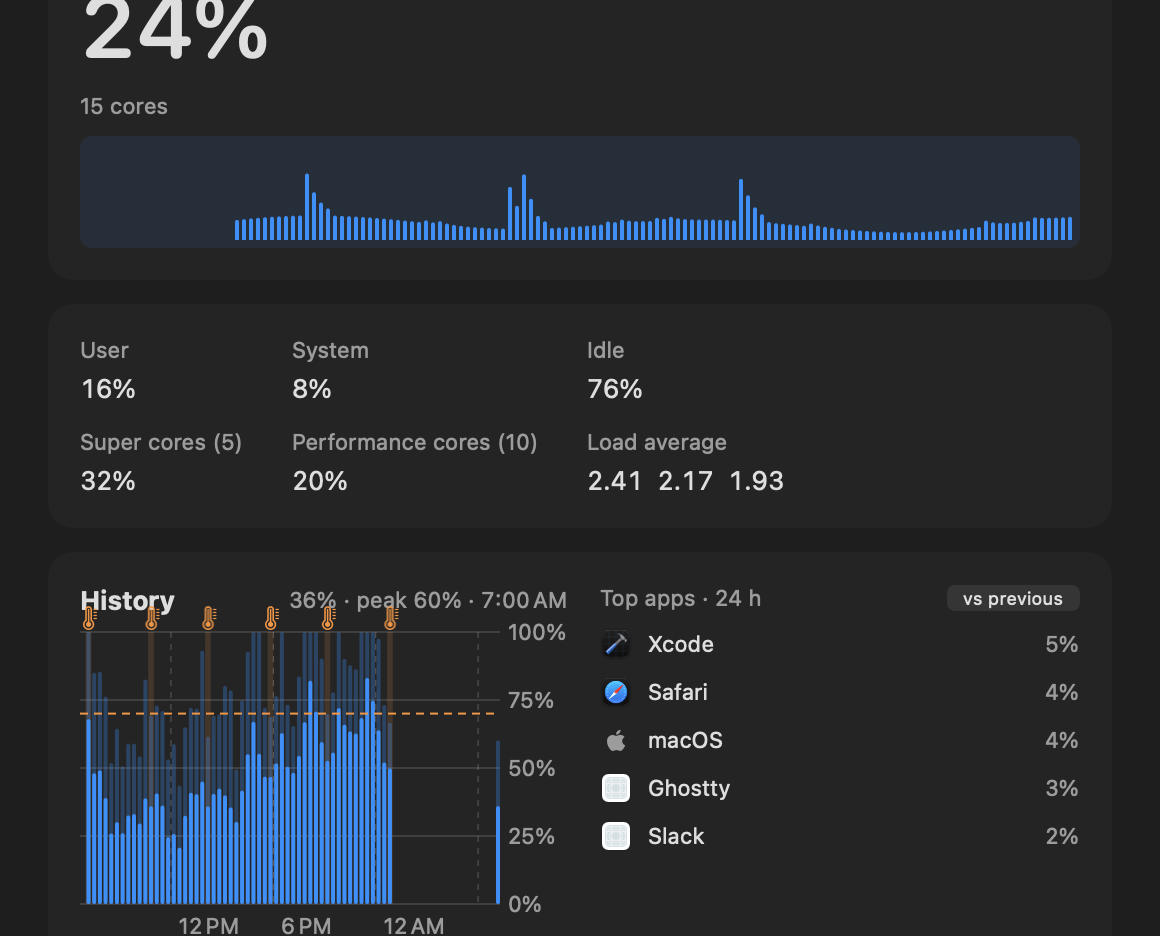 24%
15 cores
User System Idle
16% 8% 76%
Super cores (5) Performance cores (10) Load average
32% 20% 2.41 2.17 1.93
History 36% · peak 60% · 7:00 AM
100%
75%
50%
25%
0%
12 PM 6 PM 12 AM
Top apps · 24 h vs previous
Xcode 5%
Safari 4%
macOS 4%
Ghostty 3%
Slack 2%